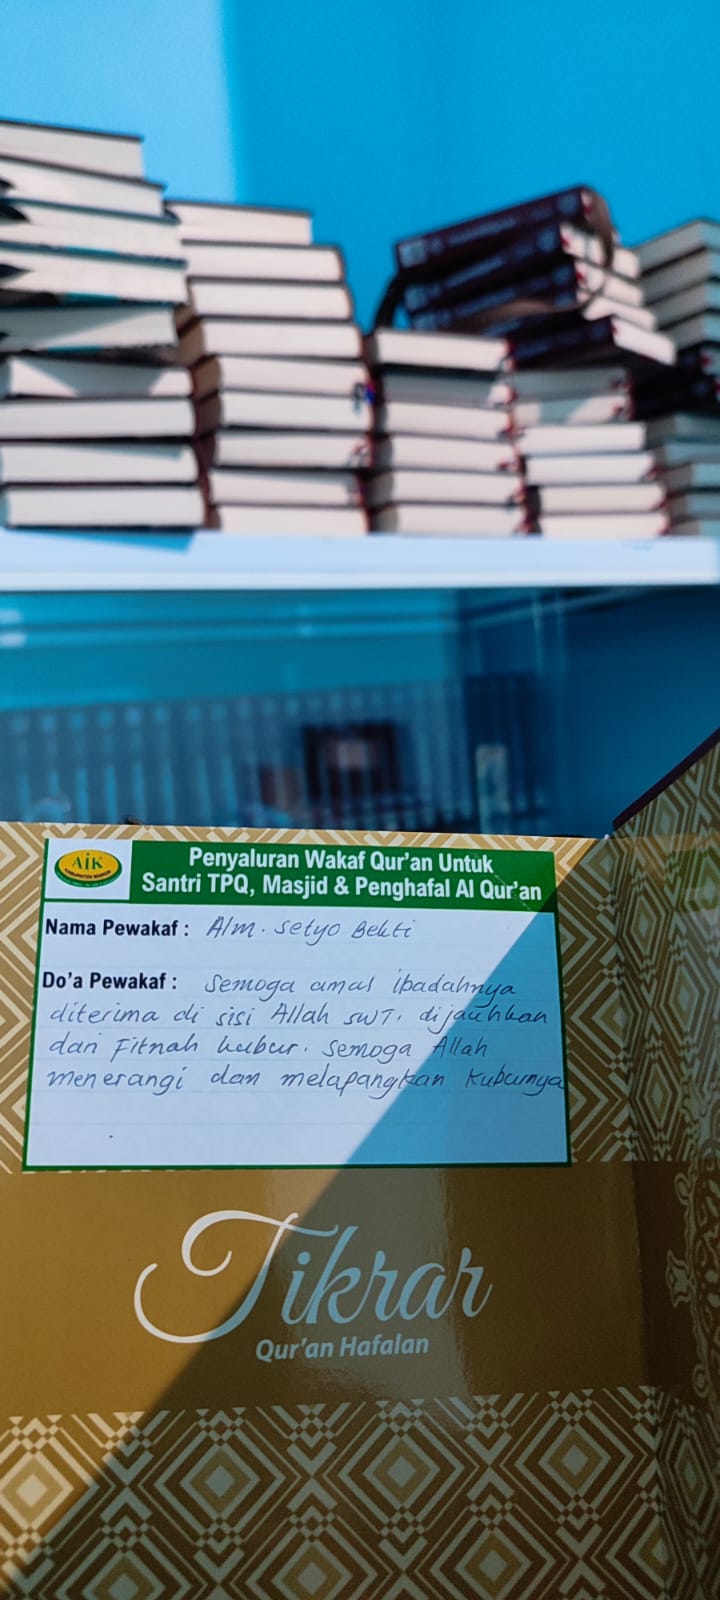 AIK
Penyaluran Wakaf Qur'an Untuk
Santri TPQ, Masjid & Penghafal Al Qur'an
Nama Pewakaf : Alm. Setyo Bekti
Do'a Pewakaf : Semoga amal ibadahnya
diterima di sisi Allah SWT. dijauhkan
dari Fitnah kubur. Semoga Allah
menerangi dan melapangkan Kuburnya
Tikrar
Qur'an Hafalan